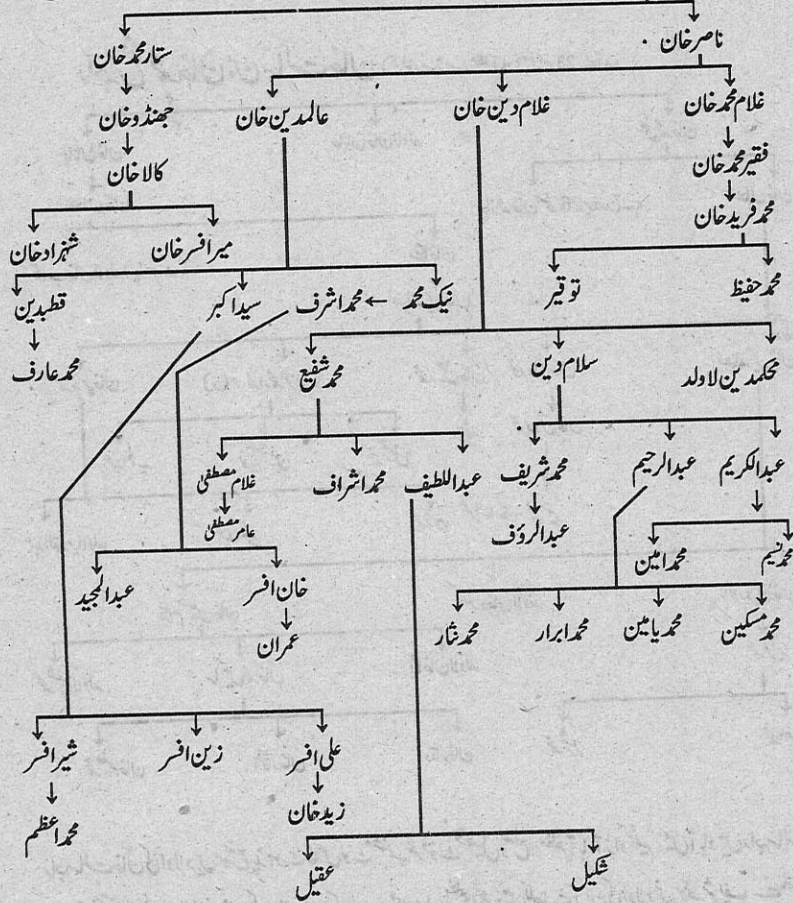 ناصر خان
ستار محمد خان
غلام محمد خان
غلام دین خان
عالمدین خان
جھنڈو خان
فقیر محمد خان
کالا خان
محمد فرید خان
میر افسر خان
شہزاد خان
محمد حفیظ
توقیر
نیک محمد ← محمد اشرف
سید اکبر
قطبدین
محکمدین لاولد
سلام دین
محمد شفیع
محمد عارف
عبدالکریم
عبدالرحیم
محمد شریف
عبداللطیف
محمد اشراف
غلام مصطفیٰ
عبدالرؤف
عامر مصطفیٰ
محمد نسیم
محمد امین
خان افسر
عبدالمجید
محمد مسکین
محمد یامین
محمد ابرار
محمد نثار
عمران
علی افسر
زین افسر
شیر افسر
زید خان
محمد اعظم
شکیل
عقیل